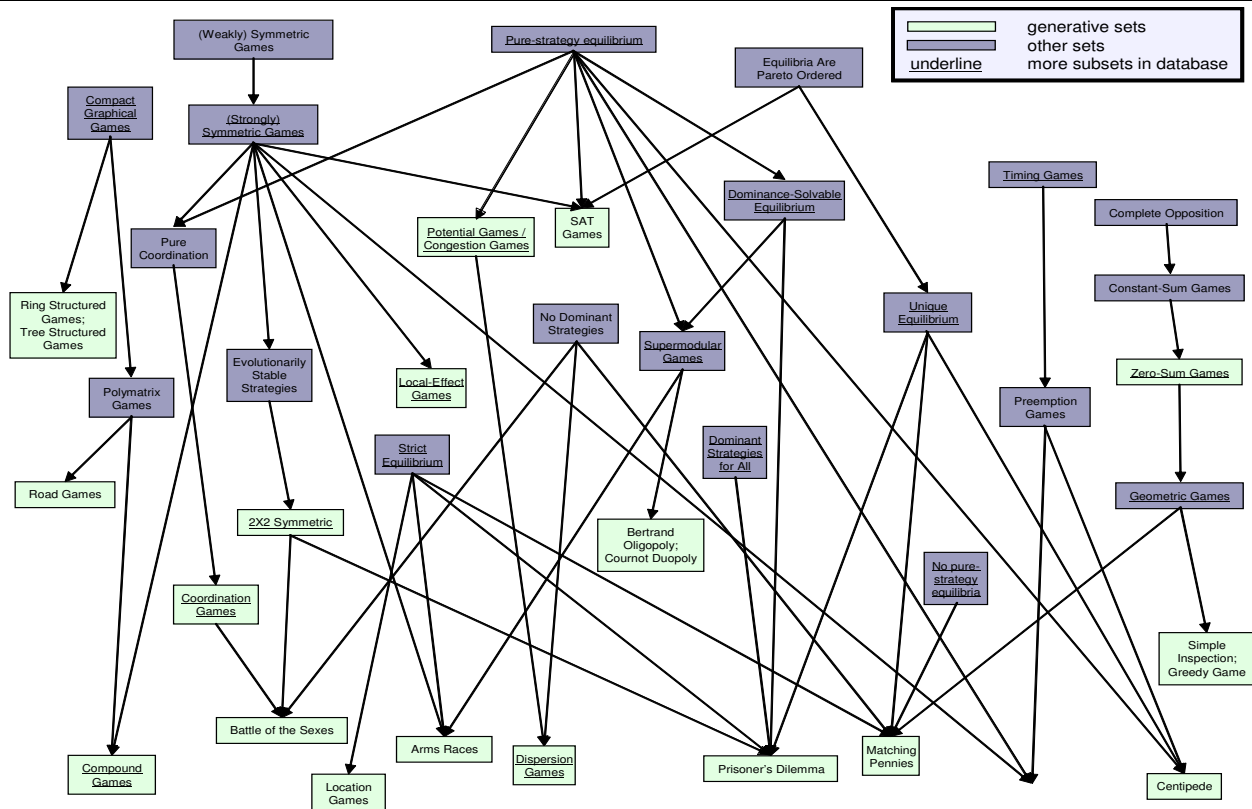 generative sets
other sets
underline
more subsets in database
(Weakly) Symmetric
Games
Pure-strategy equilibrium
Equilibria Are
Pareto Ordered
Compact
Graphical
Games
(Strongly)
Symmetric Games
Timing Games
Dominance-Solvable
Equilibrium
Complete Opposition
Pure
Coordination
Potential Games /
Congestion Games
SAT
Games
Constant-Sum Games
Ring Structured
Games;
Tree Structured
Games
No Dominant
Strategies
Unique
Equilibrium
Evolutionarily
Stable
Strategies
Supermodular
Games
Local-Effect
Games
Zero-Sum Games
Polymatrix
Games
Preemption
Games
Strict
Equilibrium
Dominant
Strategies
for All
Road Games
Geometric Games
2X2 Symmetric
Bertrand
Oligopoly;
Cournot Duopoly
No pure-
strategy
equilibria
Coordination
Games
Simple
Inspection;
Greedy Game
Battle of the Sexes
Arms Races
Matching
Pennies
Compound
Games
Location
Games
Dispersion
Games
Prisoner's Dilemma
Centipede